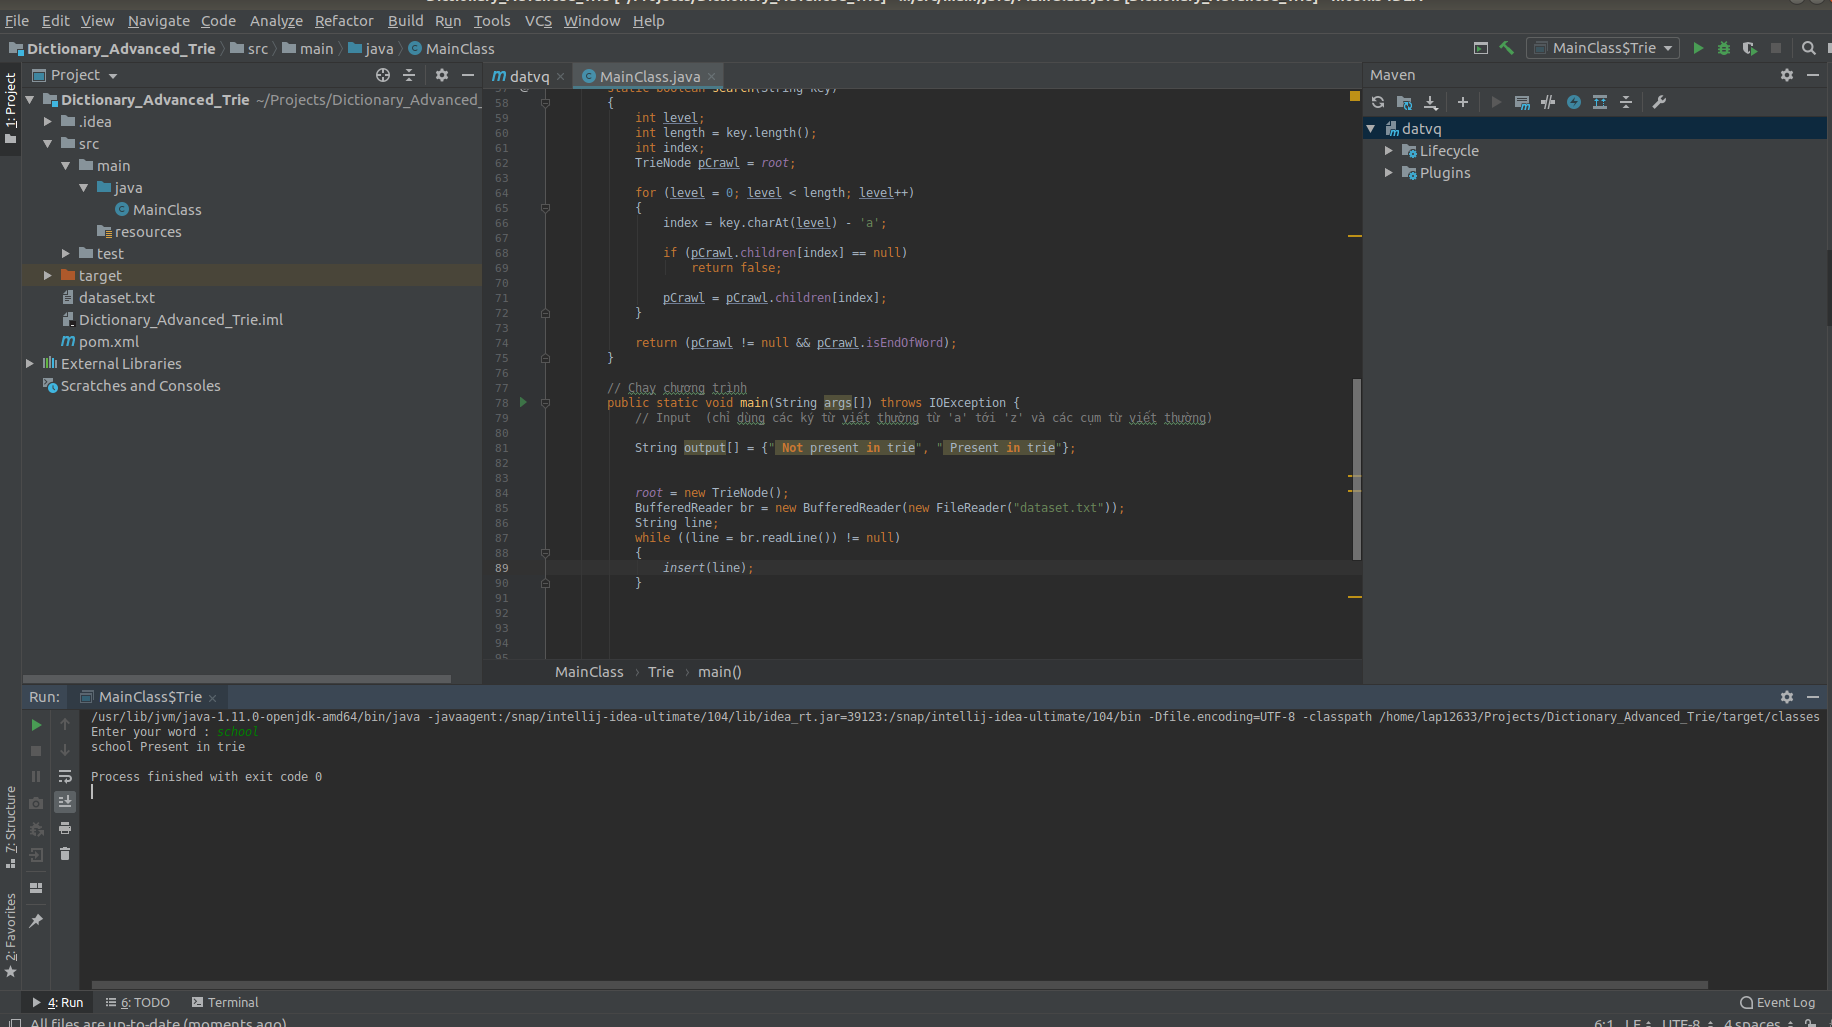 File Edit View Navigate Code Analyze Refactor Build Run Tools VCS Window Help
Dictionary_Advanced_Trie src main java MainClass
MainClass$Trie
1: Project
Project
Dictionary_Advanced_Trie ~/Projects/Dictionary_Advanced_
.idea
src
main
java
MainClass
resources
test
target
dataset.txt
Dictionary_Advanced_Trie.iml
pom.xml
External Libraries
Scratches and Consoles
datvq MainClass.java
58 {
59 int level;
60 int length = key.length();
61 int index;
62 TrieNode pCrawl = root;
63
64 for (level = 0; level < length; level++)
65 {
66 index = key.charAt(level) - 'a';
67
68 if (pCrawl.children[index] == null)
69 return false;
70
71 pCrawl = pCrawl.children[index];
72 }
73
74 return (pCrawl != null && pCrawl.isEndOfWord);
75 }
76
77 // Chạy chương trình
78 public static void main(String args[]) throws IOException {
79 // Input (chỉ dùng các ký từ viết thường từ 'a' tới 'z' và các cụm từ viết thường)
80
81 String output[] = {" Not present in trie", " Present in trie"};
82
83
84 root = new TrieNode();
85 BufferedReader br = new BufferedReader(new FileReader("dataset.txt"));
86 String line;
87 while ((line = br.readLine()) != null)
88 {
89 insert(line);
90 }
91
92
93
94
95
MainClass › Trie › main()
Maven
datvq
Lifecycle
Plugins
Run: MainClass$Trie
/usr/lib/jvm/java-1.11.0-openjdk-amd64/bin/java -javaagent:/snap/intellij-idea-ultimate/104/lib/idea_rt.jar=39123:/snap/intellij-idea-ultimate/104/bin -Dfile.encoding=UTF-8 -classpath /home/lap12633/Projects/Dictionary_Advanced_Trie/target/classes
Enter your word : school
school Present in trie
Process finished with exit code 0
7: Structure
2: Favorites
4: Run 6: TODO Terminal Event Log
All files are up-to-date (moments ago) 6:1 LF UTF-8 4 spaces